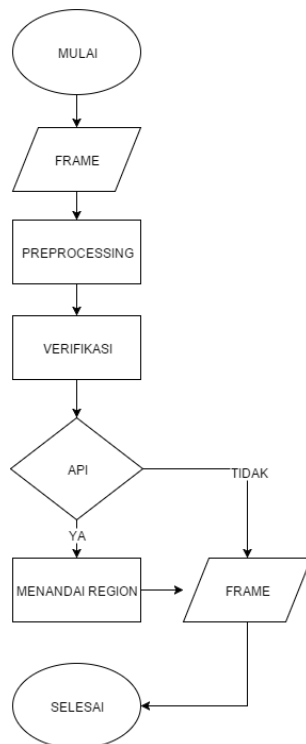 MULAI
FRAME
PREPROCESSING
VERIFIKASI
API
TIDAK
YA
MENANDAI REGION
FRAME
SELESAI